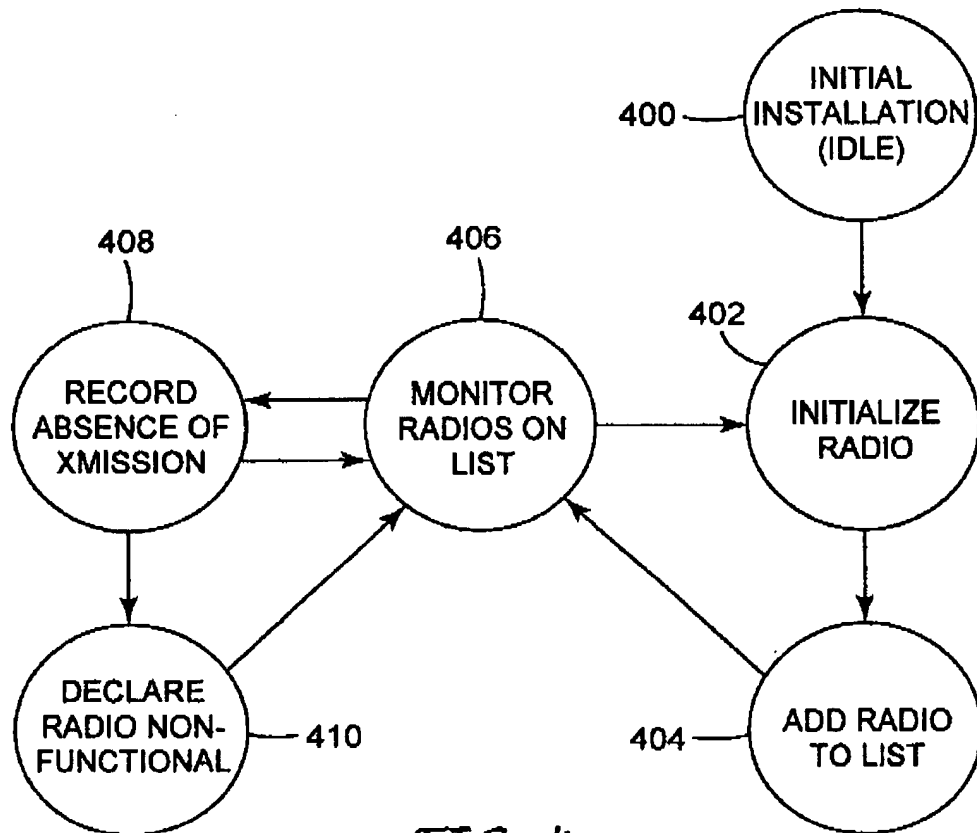 INITIAL
INSTALLATION
(IDLE)
400
408
406
402
RECORD
ABSENCE OF
XMISSION
MONITOR
RADIOS ON
LIST
INITIALIZE
RADIO
DECLARE
RADIO NON-
FUNCTIONAL
410
404
ADD RADIO
TO LIST